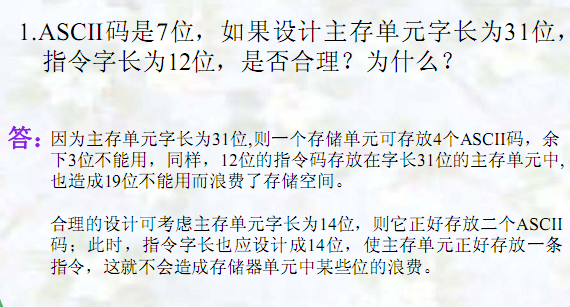 1.ASCII码是7位，如果设计主存单元字长为31位，
指令字长为12位，是否合理？为什么？
答：因为主存单元字长为31位,则一个存储单元可存放4个ASCII码，余
下3位不能用，同样，12位的指令码存放在字长31位的主存单元中,
也造成19位不能用而浪费了存储空间。
合理的设计可考虑主存单元字长为14位，则它正好存放二个ASCII
码；此时，指令字长也应设计成14位，使主存单元正好存放一条
指令，这就不会造成存储器单元中某些位的浪费。